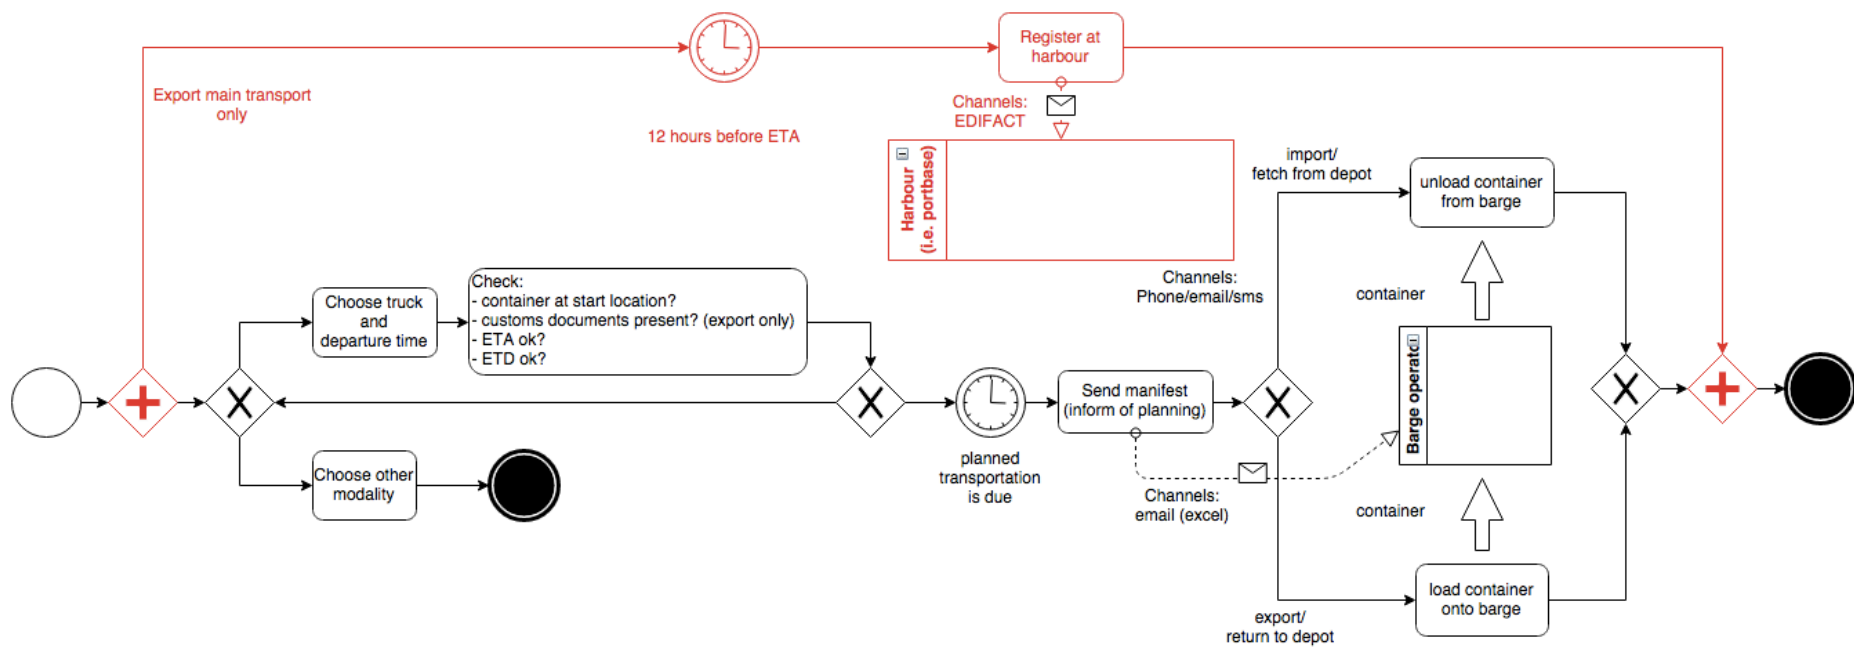 Register at
harbour
Export main transport
only
Channels:
EDIFACT
12 hours before ETA
Harbour
(i.e. portbase)
import/
fetch from depot
unload container
from barge
Channels:
Phone/email/sms
container
Check:
- container at start location?
- customs documents present? (export only)
- ETA ok?
- ETD ok?
Choose truck
and
departure time
Send manifest
(inform of planning)
Barge operator
Choose other
modality
planned
transportation
is due
Channels:
email (excel)
container
load container
onto barge
export/
return to depot